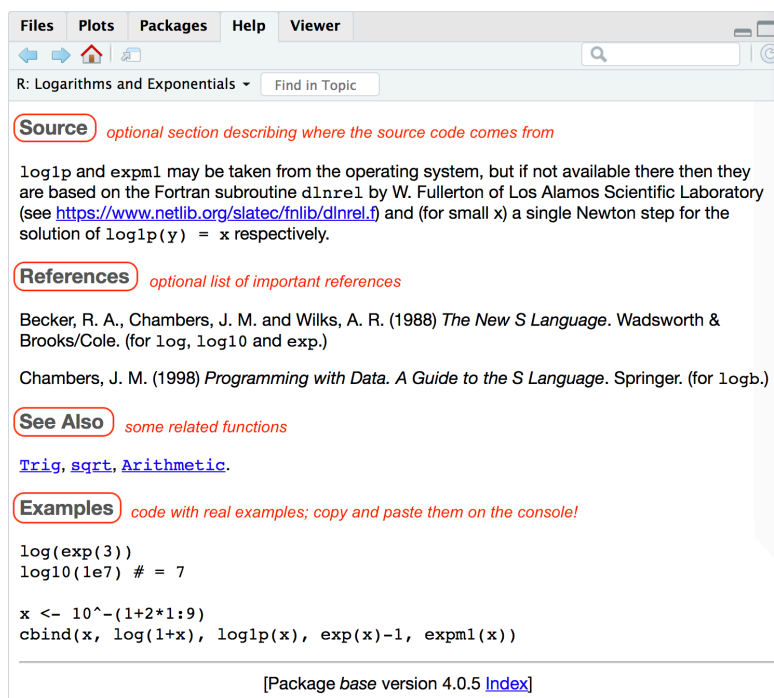 Files Plots Packages Help Viewer
R: Logarithms and Exponentials Find in Topic
Source optional section describing where the source code comes from
log1p and expm1 may be taken from the operating system, but if not available there then they
are based on the Fortran subroutine dlnrel by W. Fullerton of Los Alamos Scientific Laboratory
(see https://www.netlib.org/slatec/fnlib/dlnrel.f) and (for small x) a single Newton step for the
solution of log1p(y) = x respectively.
References optional list of important references
Becker, R. A., Chambers, J. M. and Wilks, A. R. (1988) The New S Language. Wadsworth &
Brooks/Cole. (for log, log10 and exp.)
Chambers, J. M. (1998) Programming with Data. A Guide to the S Language. Springer. (for logb.)
See Also some related functions
Trig, sqrt, Arithmetic.
Examples code with real examples; copy and paste them on the console!
log(exp(3))
log10(1e7) # = 7
x <- 10^-(1+2*1:9)
cbind(x, log(1+x), log1p(x), exp(x)-1, expm1(x))
[Package base version 4.0.5 Index]